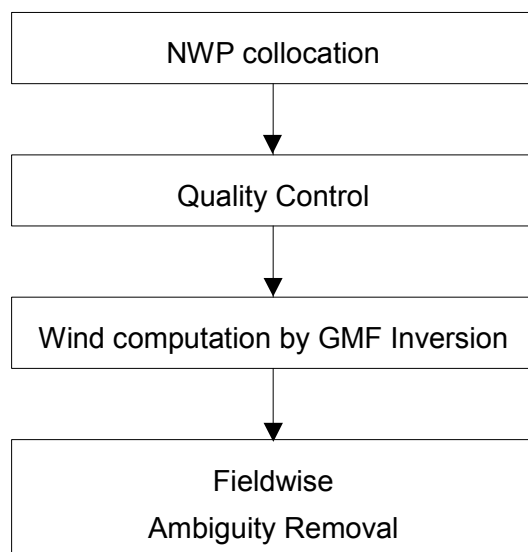 NWP collocation
Quality Control
Wind computation by GMF Inversion
Fieldwise
Ambiguity Removal